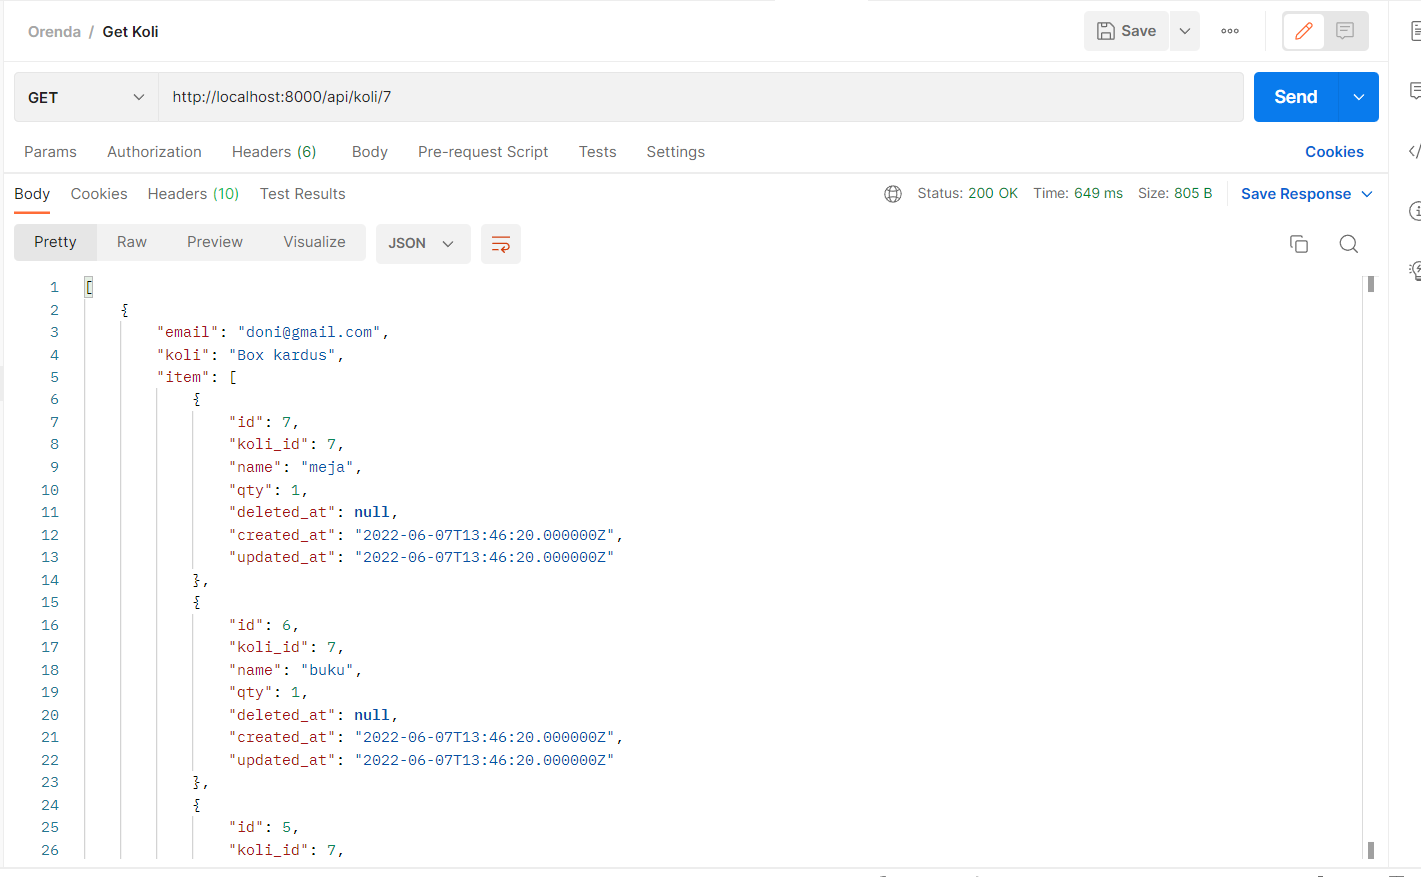 Orenda / Get Koli
Save
GET
http://localhost:8000/api/koli/7
Send
Params Authorization Headers (6) Body Pre-request Script Tests Settings Cookies
Body Cookies Headers (10) Test Results Status: 200 OK Time: 649 ms Size: 805 B Save Response
Pretty Raw Preview Visualize JSON
1 [
2 {
3 "email": "doni@gmail.com",
4 "koli": "Box kardus",
5 "item": [
6 {
7 "id": 7,
8 "koli_id": 7,
9 "name": "meja",
10 "qty": 1,
11 "deleted_at": null,
12 "created_at": "2022-06-07T13:46:20.000000Z",
13 "updated_at": "2022-06-07T13:46:20.000000Z"
14 },
15 {
16 "id": 6,
17 "koli_id": 7,
18 "name": "buku",
19 "qty": 1,
20 "deleted_at": null,
21 "created_at": "2022-06-07T13:46:20.000000Z",
22 "updated_at": "2022-06-07T13:46:20.000000Z"
23 },
24 {
25 "id": 5,
26 "koli_id": 7,